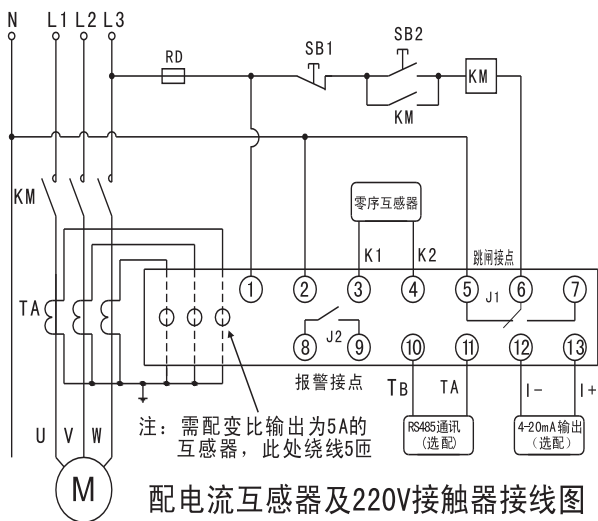 N L1 L2 L3
RD
SB1
SB2
KM
KM
KM
零序互感器
K1 K2
跳闸接点
1 2 3 4 5 6 7
J1
TA
J2
8 9 10 11 12 13
报警接点
TB TA I- I+
RS485通讯
(选配)
4-20mA输出
(选配)
注: 需配变比输出为5A的
互感器, 此处绕线5匝
U V W
M
配电流互感器及220V接触器接线图